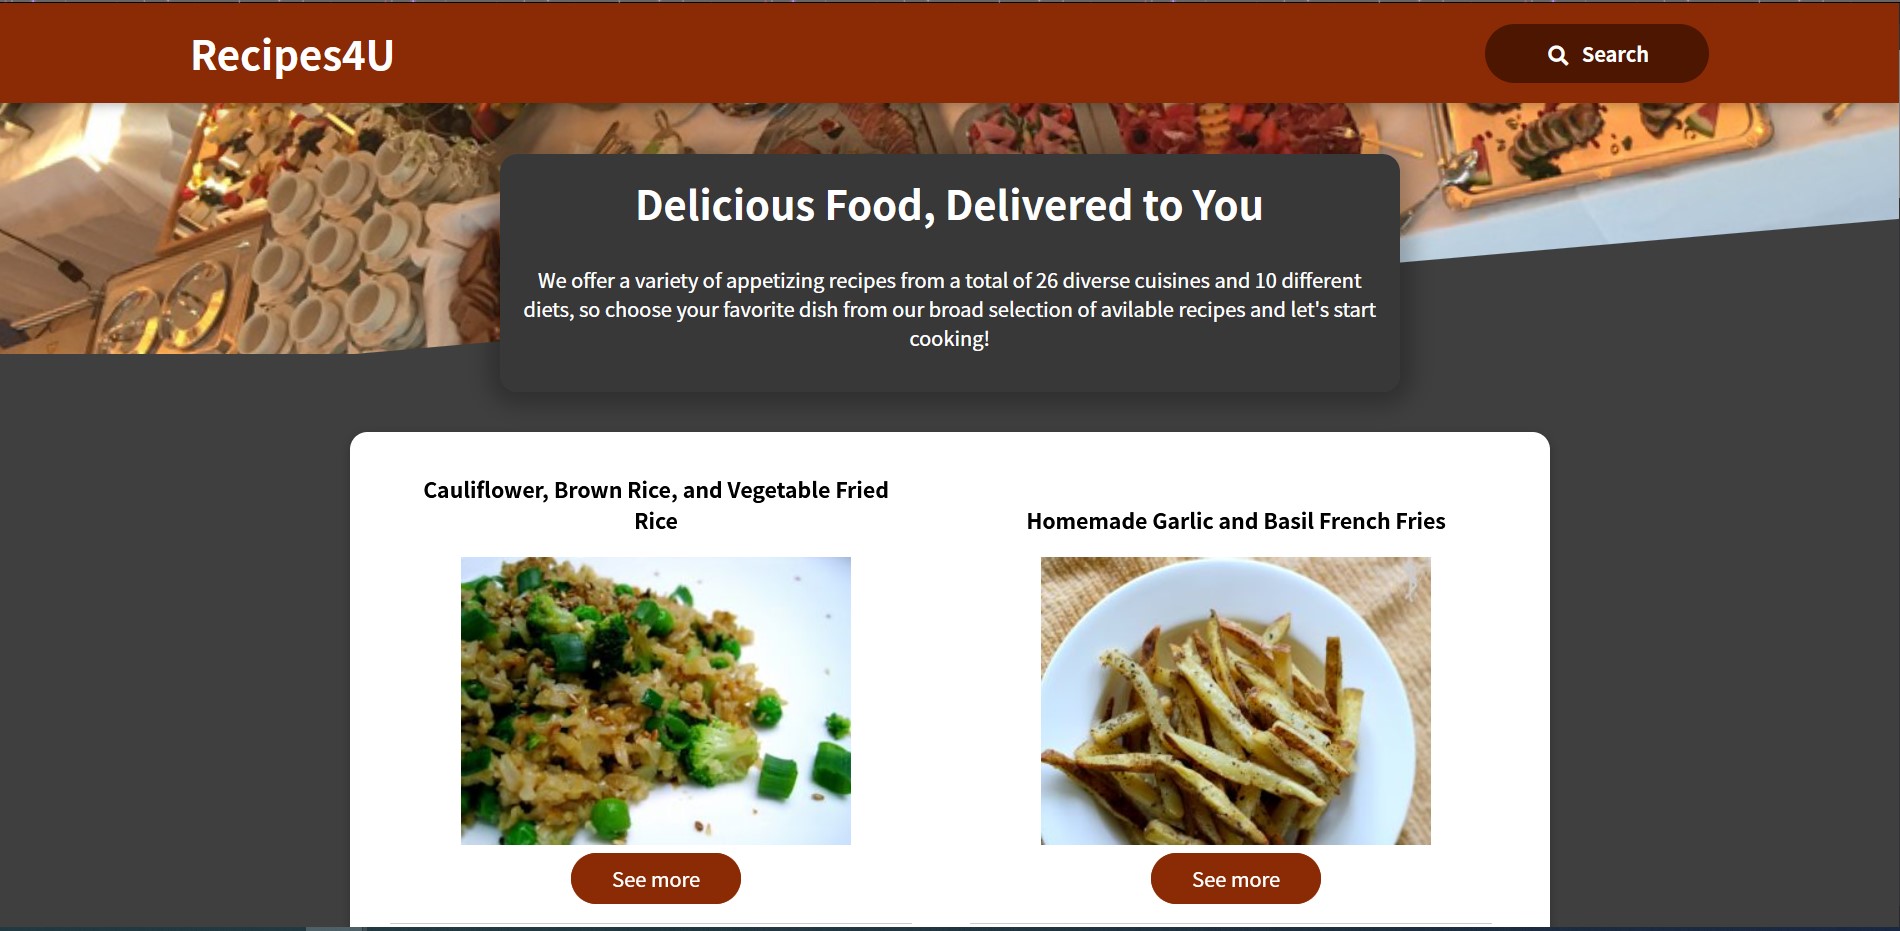 Recipes4U
Search
Delicious Food, Delivered to You
We offer a variety of appetizing recipes from a total of 26 diverse cuisines and 10 different
diets, so choose your favorite dish from our broad selection of avilable recipes and let's start
cooking!
Cauliflower, Brown Rice, and Vegetable Fried
Rice
Homemade Garlic and Basil French Fries
See more
See more